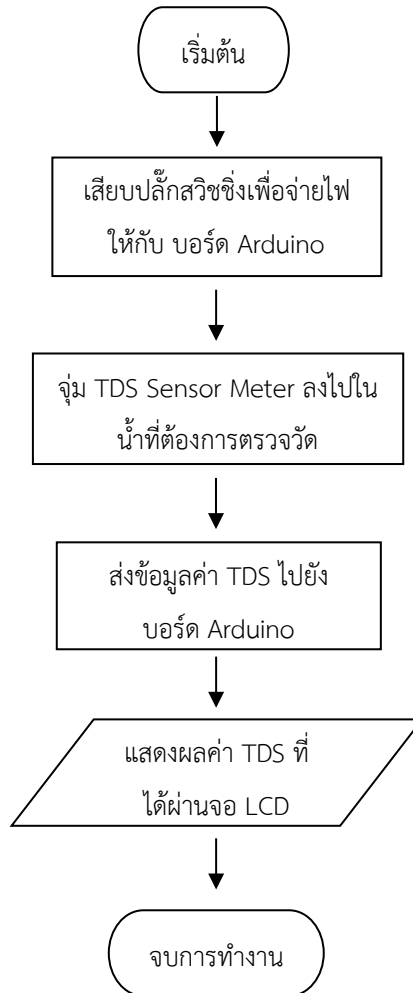 เริ่มต้น
เสียบปลั๊กสวิชชิ่งเพื่อจ่ายไฟ
ให้กับ บอร์ด Arduino
จุ่ม TDS Sensor Meter ลงไปใน
น้ำที่ต้องการตรวจวัด
ส่งข้อมูลค่า TDS ไปยัง
บอร์ด Arduino
แสดงผลค่า TDS ที่
ได้ผ่านจอ LCD
จบการทำงาน